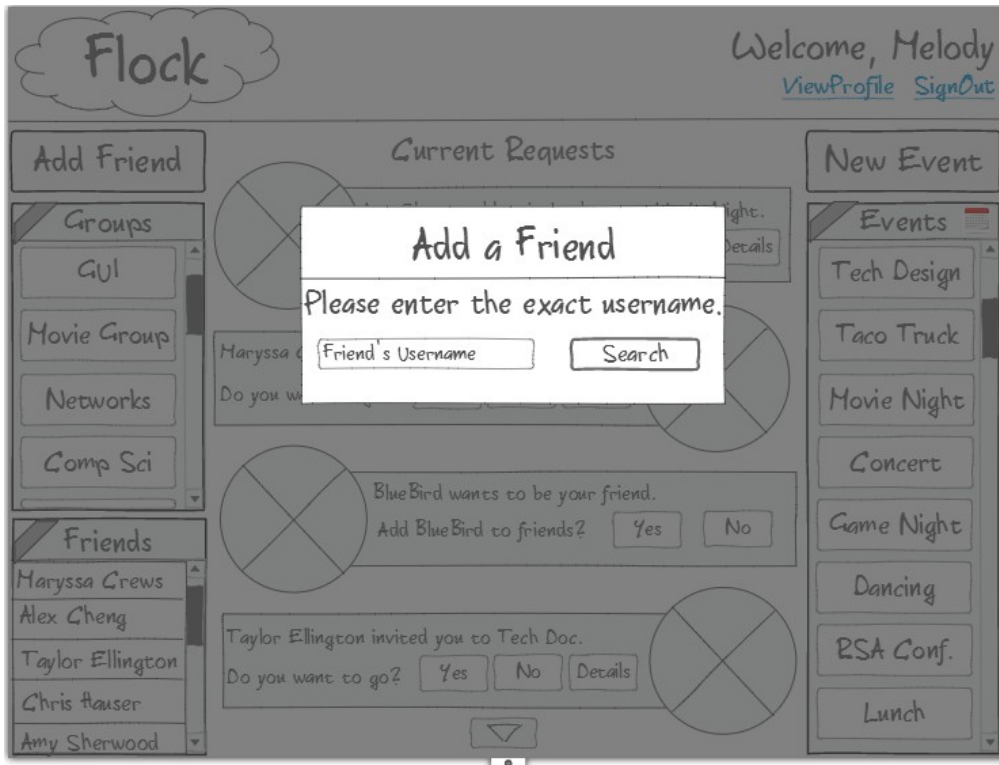 Flock
Welcome, Melody
ViewProfile SignOut
Add Friend
Current Requests
New Event
Groups
GUI
Movie Group
Networks
Comp Sci
Friends
Maryssa Crews
Alex Cheng
Taylor Ellington
Chris Hauser
Amy Sherwood
Night.
Details
Add a Friend
Please enter the exact username.
Friend's Username
Search
Maryssa
Do you
BlueBird wants to be your friend.
Add BlueBird to friends? Yes No
Taylor Ellington invited you to Tech Doc.
Do you want to go? Yes No Details
Events
Tech Design
Taco Truck
Movie Night
Concert
Game Night
Dancing
RSA Conf.
Lunch